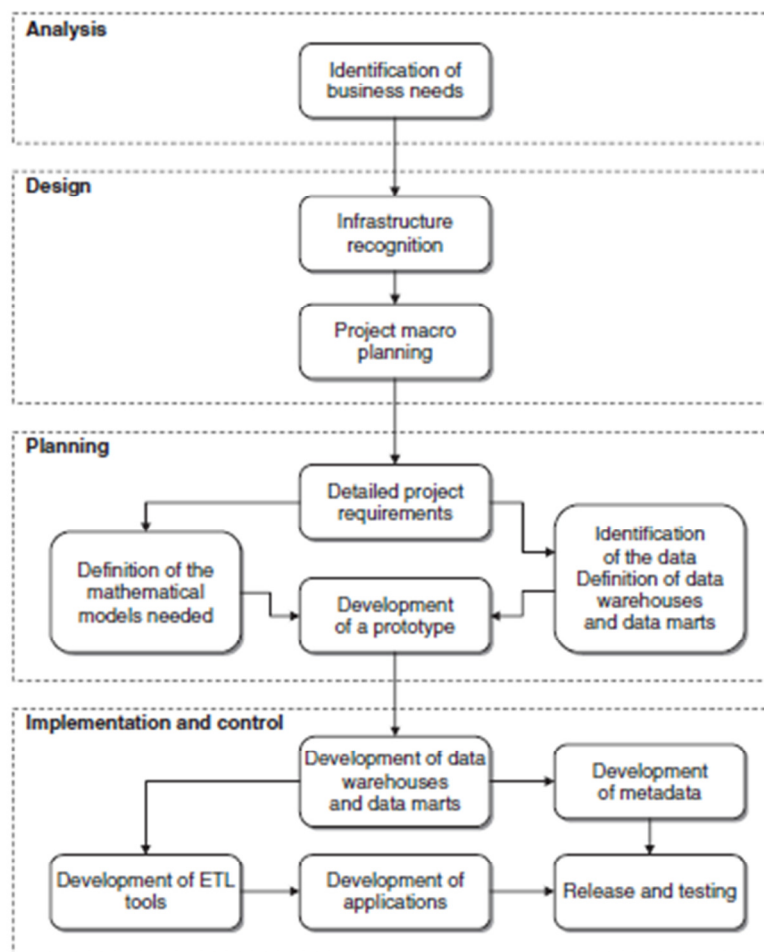 Analysis
Identification of
business needs
Design
Infrastructure
recognition
Project macro
planning
Planning
Detailed project
requirements
Definition of the
mathematical
models needed
Development
of a prototype
Identification
of the data
Definition of data
warehouses
and data marts
Implementation and control
Development of data
warehouses
and data marts
Development
of metadata
Development of ETL
tools
Development of
applications
Release and testing